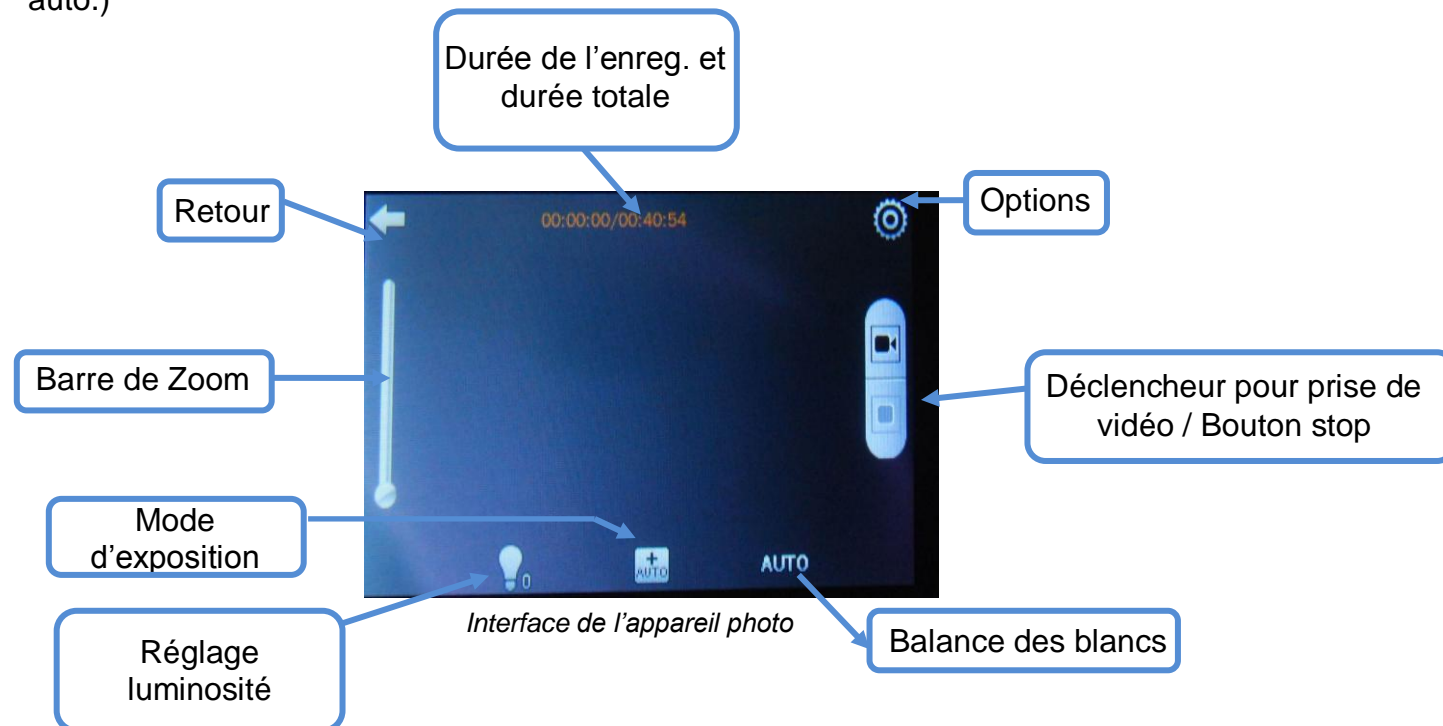 auto.)
Durée de l’enreg. et
durée totale
Retour
00:00:00/00:40:54
Options
Barre de Zoom
Déclencheur pour prise de
vidéo / Bouton stop
Mode
d’exposition
0
+
AUTO
AUTO
Interface de l’appareil photo
Réglage
luminosité
Balance des blancs